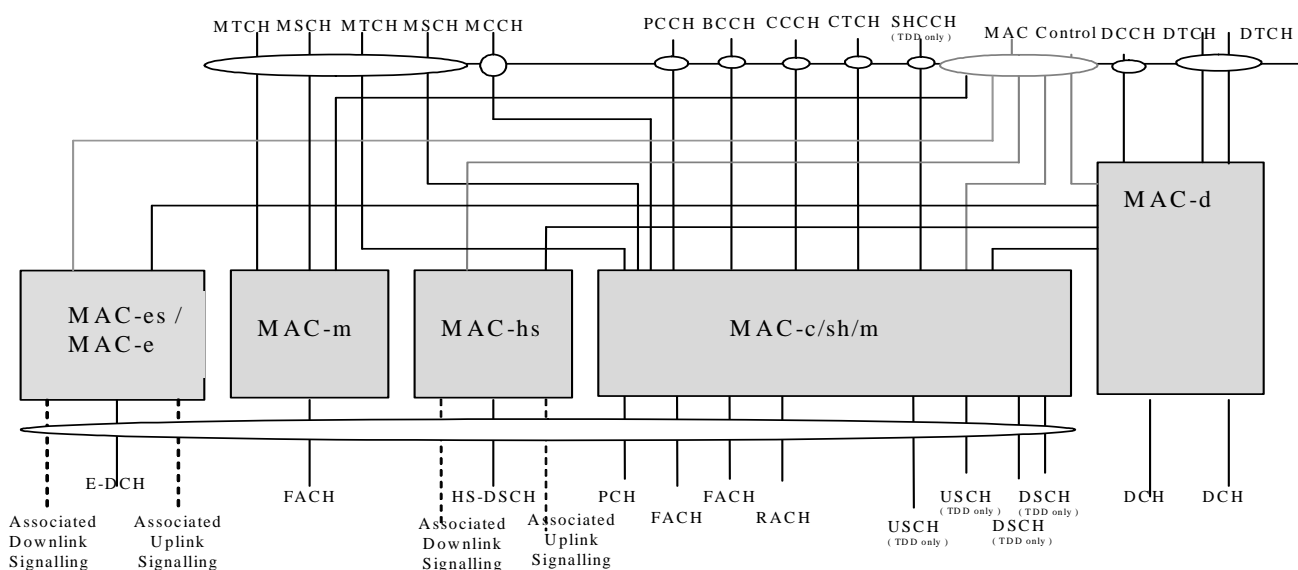 MTCH MSCH MTCH MSCH MCCH PCCH BCCH CCCH CTCH SHCCH MAC Control DCCH DTCH DTCH
( TDD only )
MAC-d
MAC-es /
MAC-e
MAC-m
MAC-hs
MAC-c/sh/m
E-DCH
FACH
HS-DSCH
PCH
FACH
FACH
RACH
USCH
( TDD only )
USCH
( TDD only )
DSCH
( TDD only )
DSCH
( TDD only )
DCH
DCH
Associated
Downlink
Signalling
Associated
Uplink
Signalling
Associated
Downlink
Signalling
Associated
Uplink
Signalling